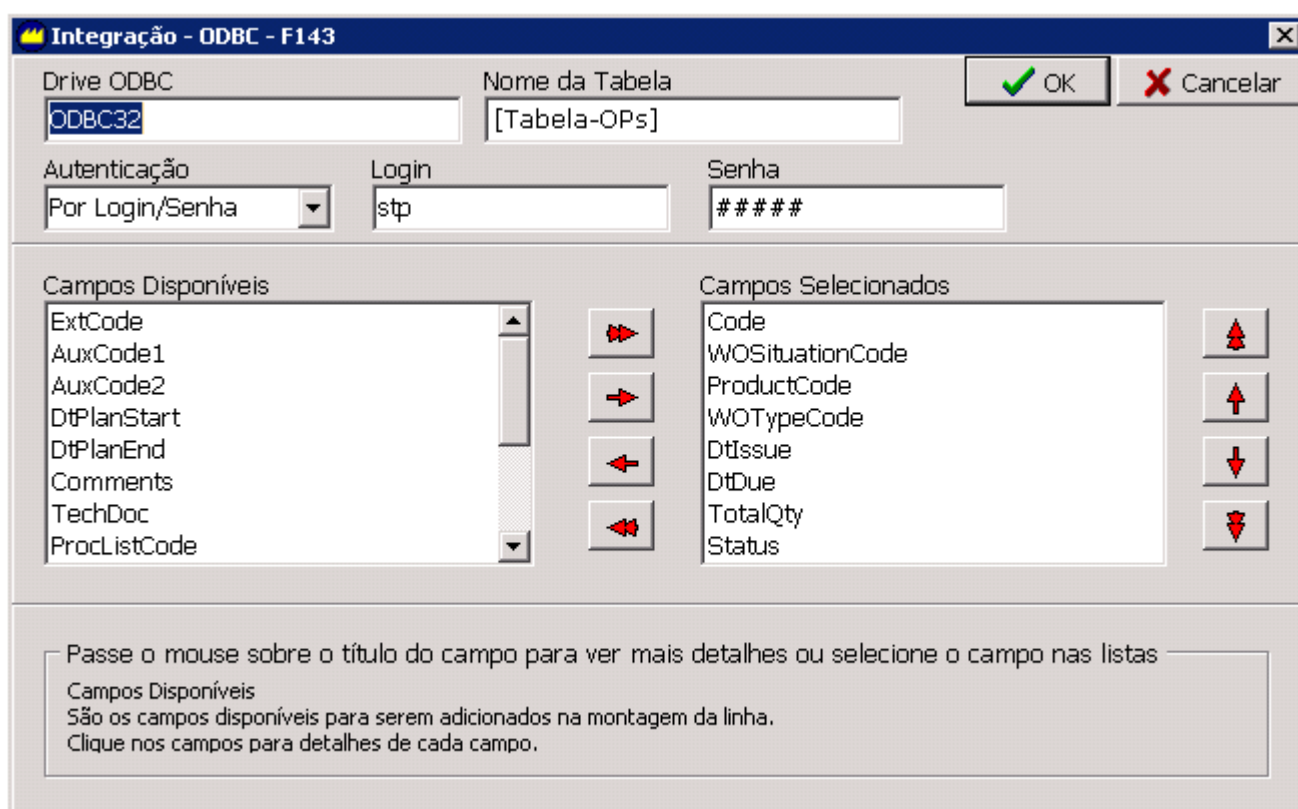 Integração - ODBC - F143
Drive ODBC
Nome da Tabela
OK
Cancelar
ODBC32
[Tabela-OPs]
Autenticação
Login
Senha
Por Login/Senha
stp
#####
Campos Disponíveis
Campos Selecionados
ExtCode
AuxCode1
AuxCode2
DtPlanStart
DtPlanEnd
Comments
TechDoc
ProcListCode
Code
WOSituationCode
ProductCode
WOTypeCode
DtIssue
DtDue
TotalQty
Status
Passe o mouse sobre o título do campo para ver mais detalhes ou selecione o campo nas listas
Campos Disponíveis
São os campos disponíveis para serem adicionados na montagem da linha.
Clique nos campos para detalhes de cada campo.